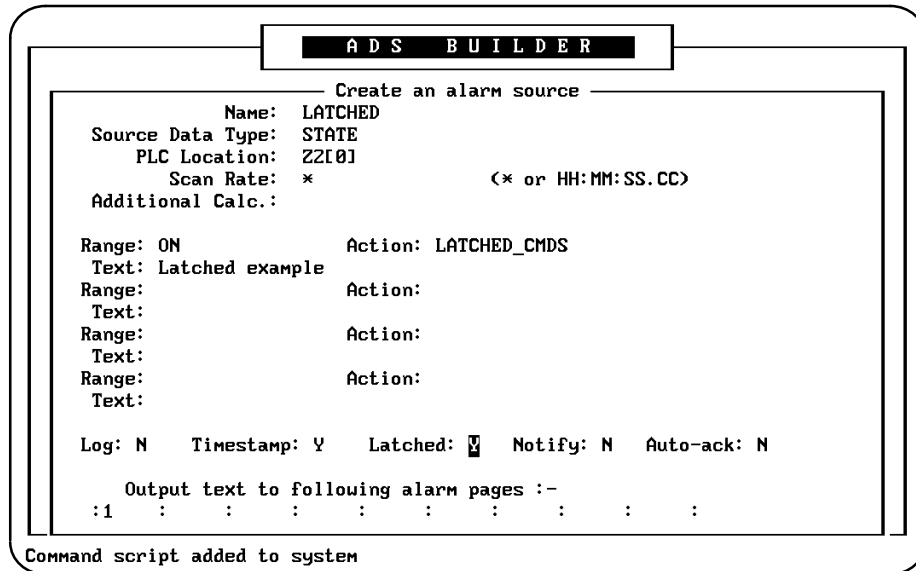 ADS BUILDER
Create an alarm source
Name: LATCHED
Source Data Type: STATE
PLC Location: ZZ[0]
Scan Rate: * (* or HH:MM:SS.CC)
Additional Calc.:
Range: ON Action: LATCHED_CMDS
Text: Latched example
Range: Action:
Text:
Range: Action:
Text:
Range: Action:
Text:
Log: N Timestamp: Y Latched: Y Notify: N Auto-ack: N
Output text to following alarm pages :-
:1 : : : : : : : : :
Command script added to system